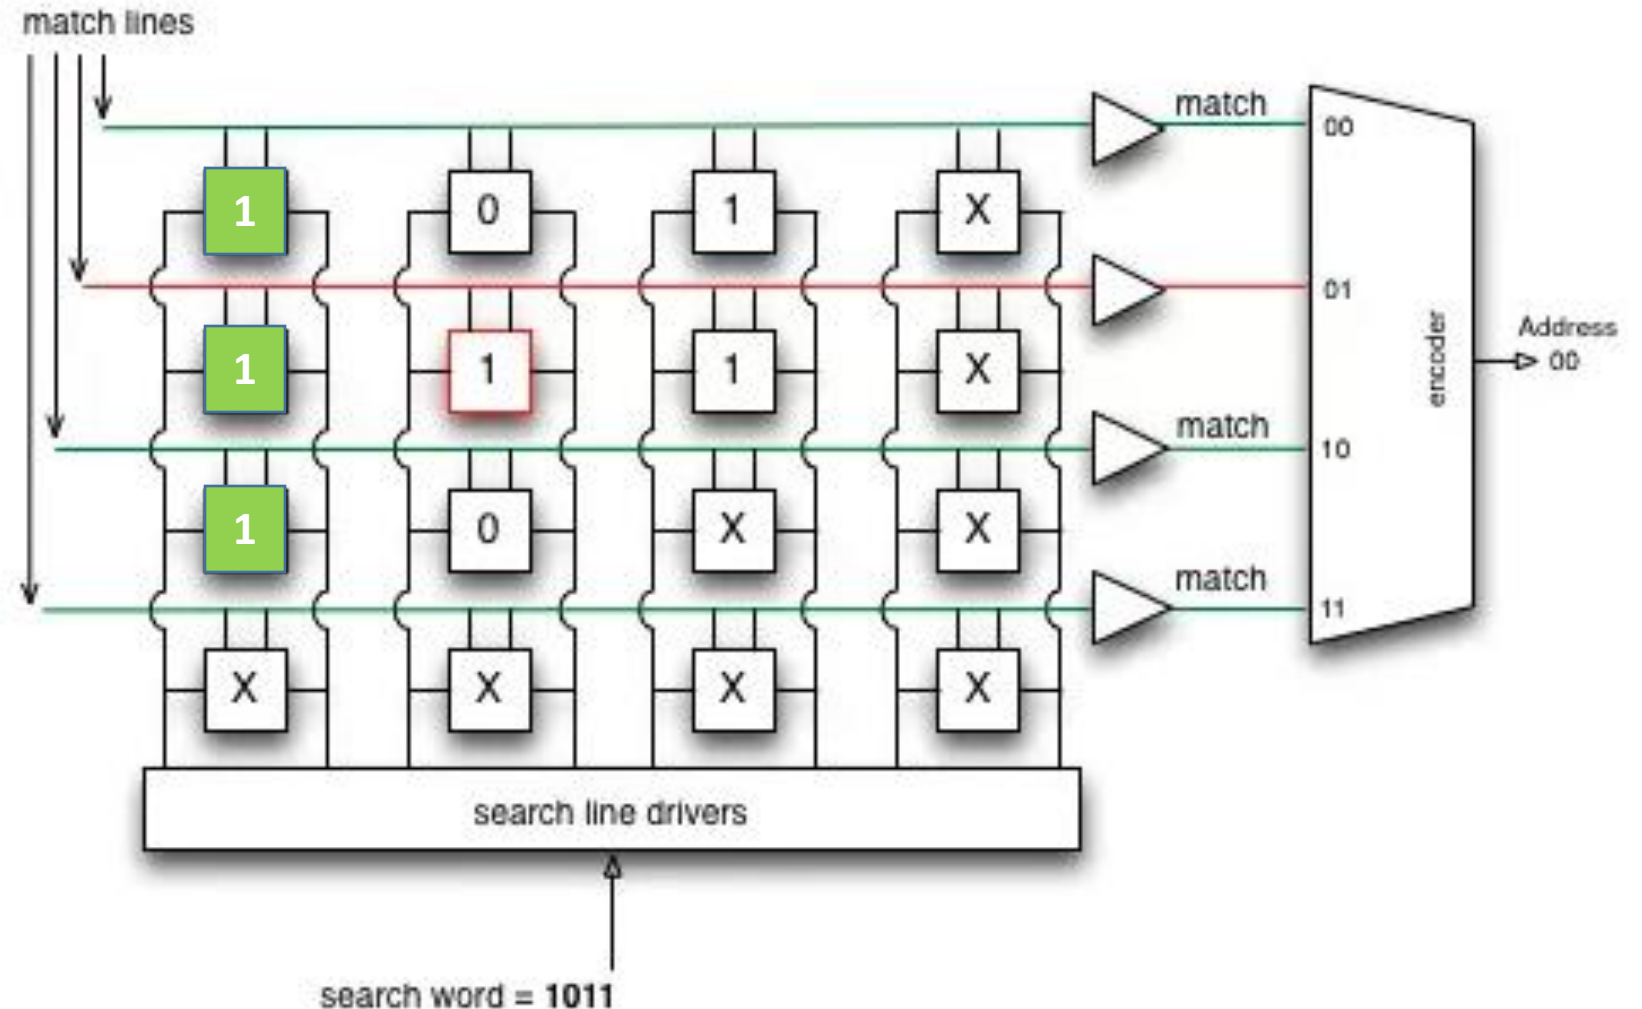 match lines
match
00
1 0 1 X
01
1 1 1 X
encoder
Address
00
match
10
1 0 X X
match
11
X X X X
search line drivers
search word = 1011